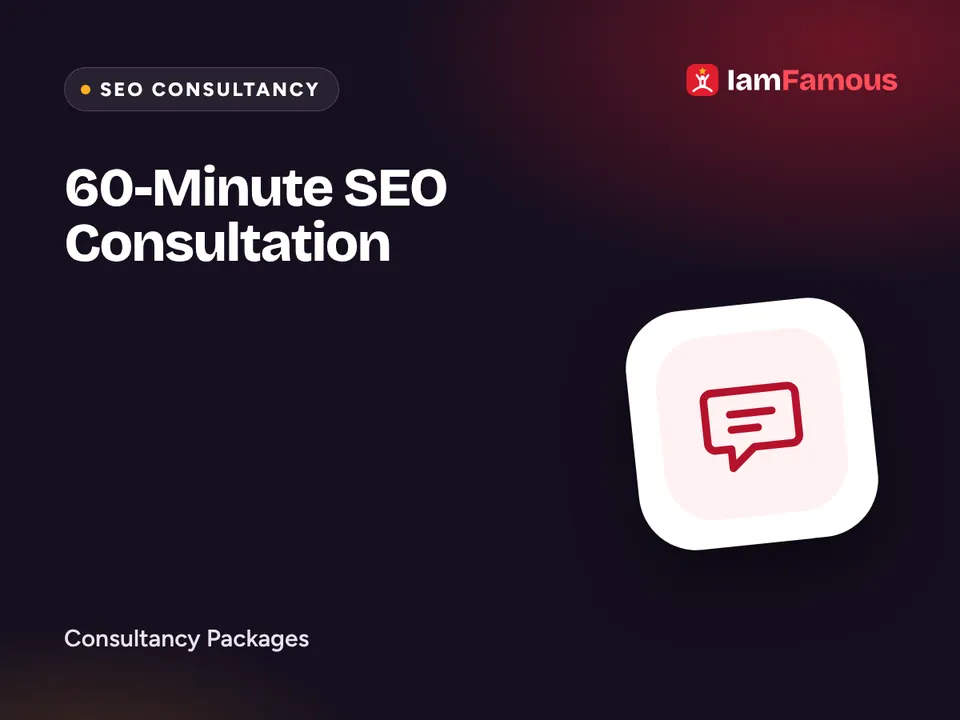 SEO CONSULTANCY
IamFamous
60-Minute SEO
Consultation
Consultancy Packages